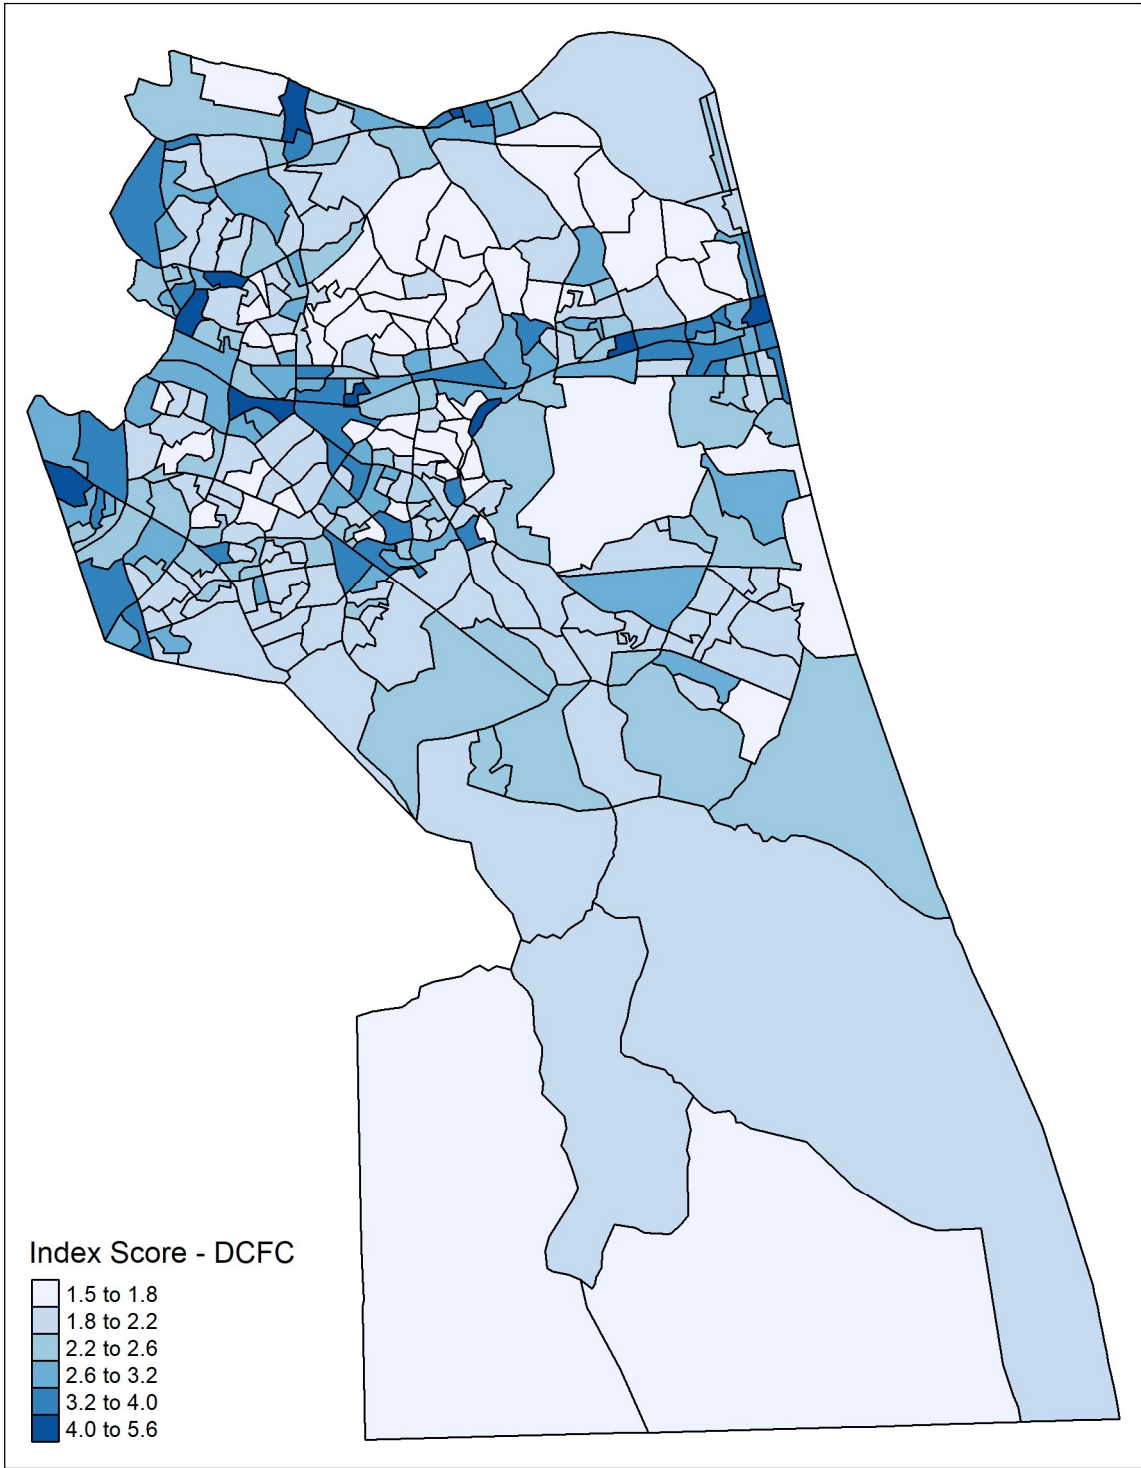 Index Score - DCFC
1.5 to 1.8
1.8 to 2.2
2.2 to 2.6
2.6 to 3.2
3.2 to 4.0
4.0 to 5.6